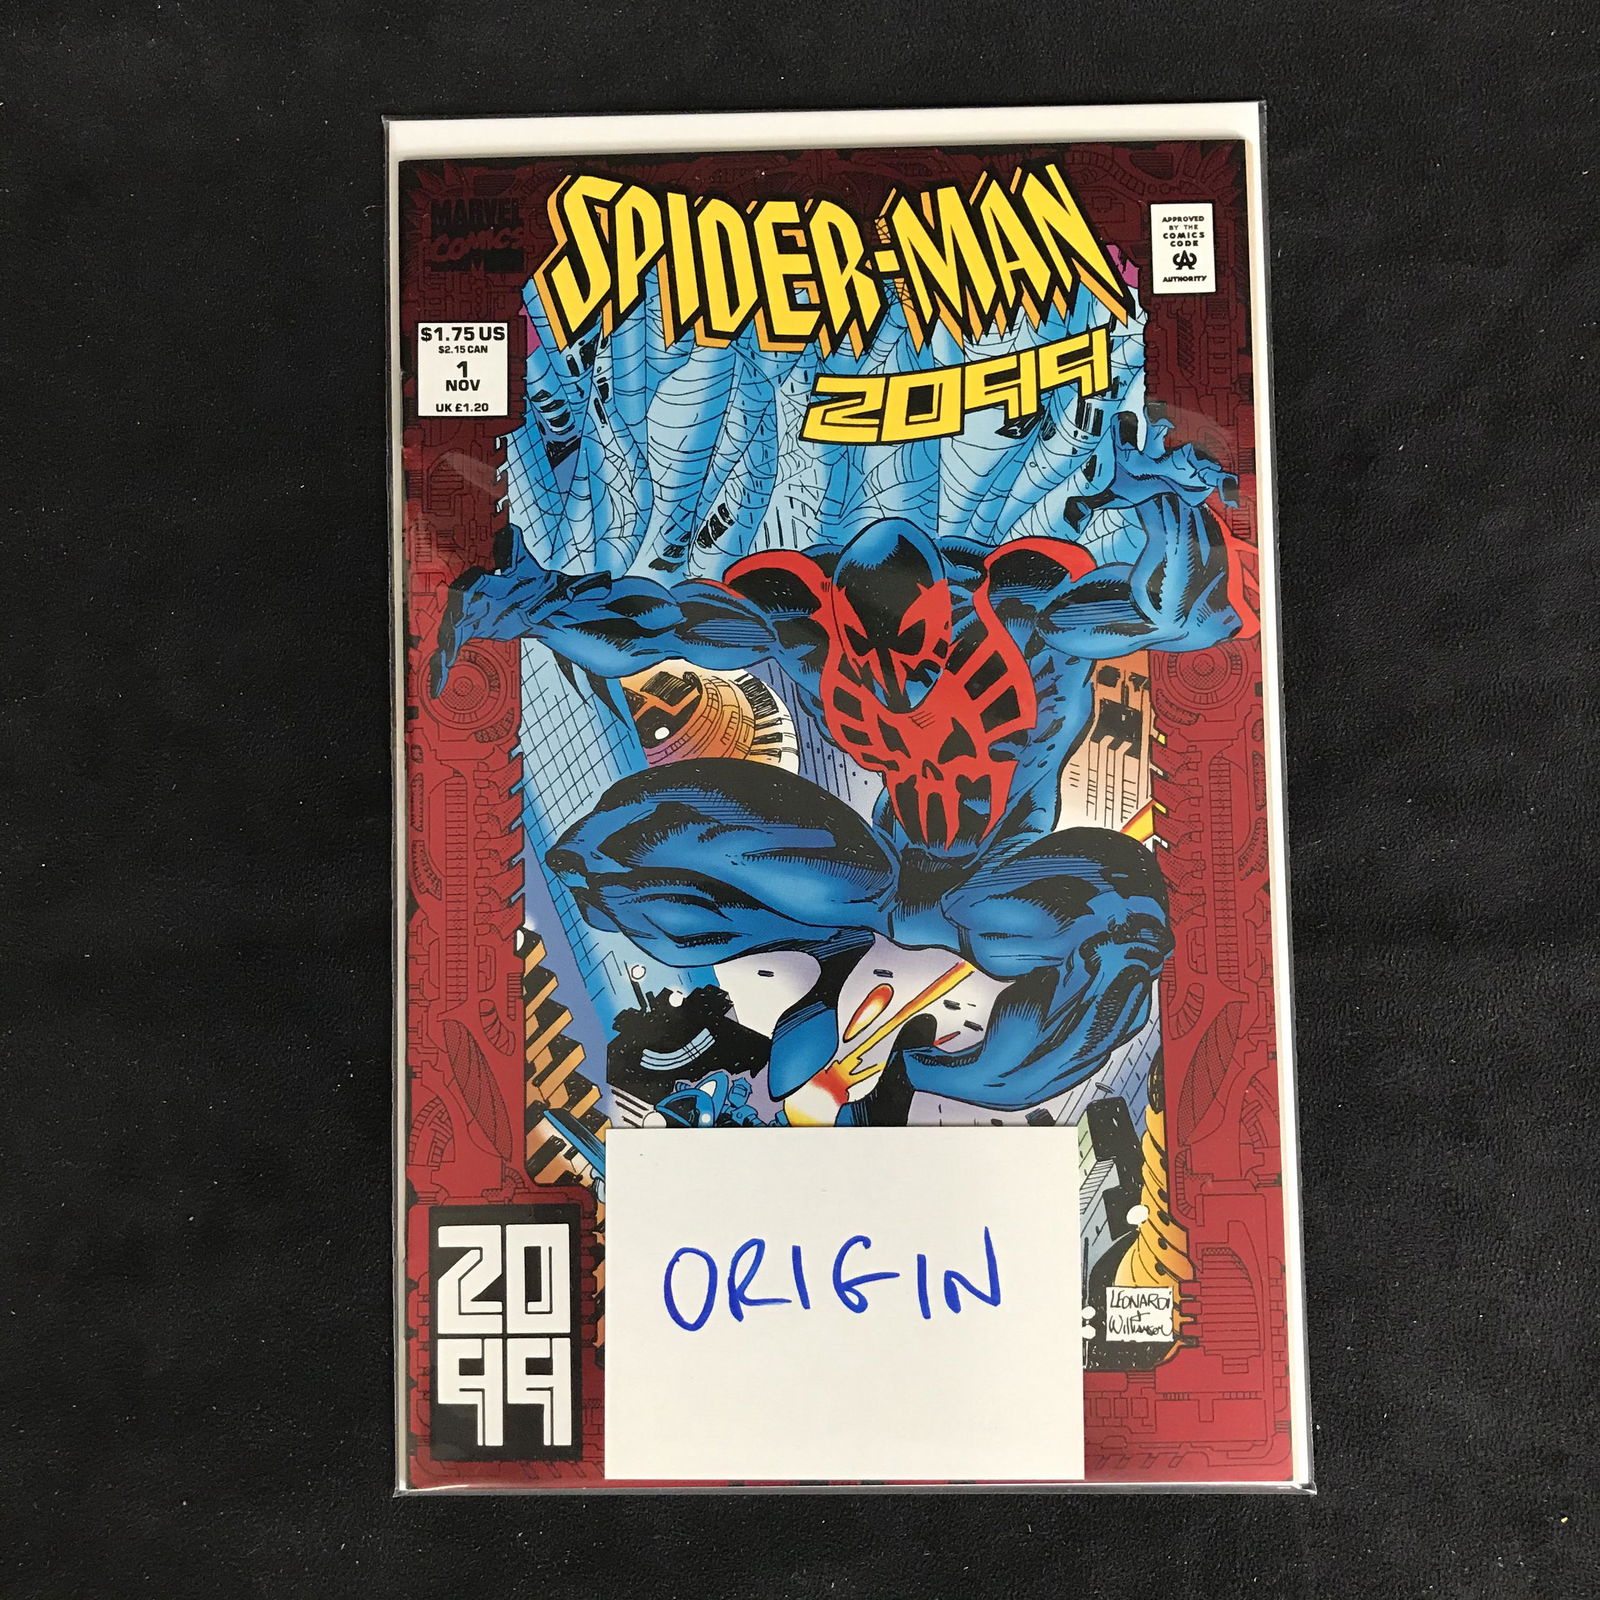 MARVEL
COMICS
SPIDER-MAN
2099
APPROVED
BY THE
COMICS
CODE
CA
AUTHORITY
$1.75 US
$2.15 CAN
1
NOV
UK £1.20
20
99
ORIGIN
LEONARDI
+
Williamson